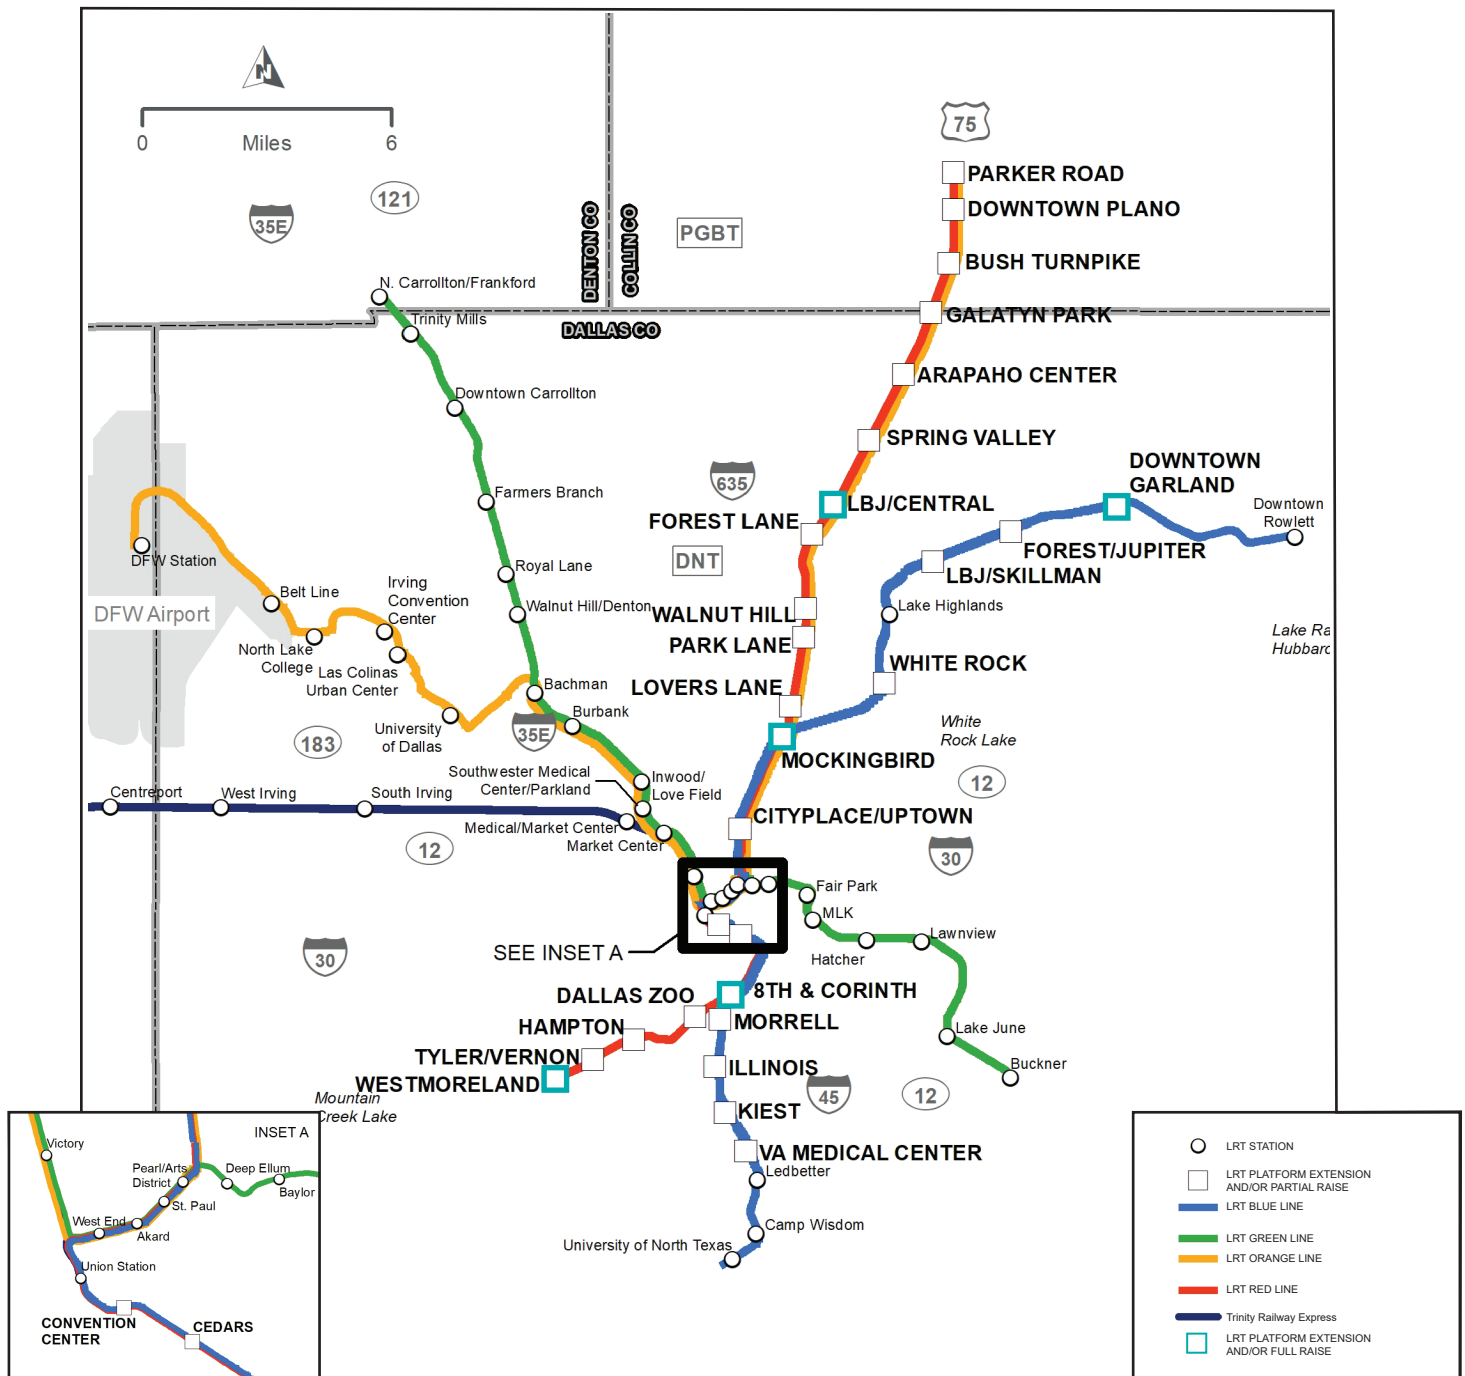 N
0
Miles
6
75
121
35E
DENTON CO
COLLIN CO
PGBT
PARKER ROAD
DOWNTOWN PLANO
BUSH TURNPIKE
N. Carrollton/Frankford
Trinity Mills
DALLAS CO
GALATYN PARK
ARAPAHO CENTER
Downtown Carrollton
SPRING VALLEY
635
DOWNTOWN
GARLAND
Farmers Branch
LBJ/CENTRAL
FOREST LANE
Downtown
Rowlett
DFW Station
DNT
FOREST/JUPITER
LBJ/SKILLMAN
Royal Lane
Belt Line
Irving
Convention
Center
Walnut Hill/Denton
WALNUT HILL
Lake Highlands
DFW Airport
PARK LANE
Lake Ra
Hubbard
North Lake
College
Las Colinas
Urban Center
WHITE ROCK
LOVERS LANE
Bachman
Burbank
University
of Dallas
183
35E
White
Rock Lake
MOCKINGBIRD
Southwester Medical
Center/Parkland
Inwood/
Love Field
12
Centreport
West Irving
South Irving
Medical/Market Center
Market Center
CITYPLACE/UPTOWN
12
30
Fair Park
MLK
Lawnview
Hatcher
SEE INSET A
30
DALLAS ZOO
8TH & CORINTH
HAMPTON
MORRELL
Lake June
TYLER/VERNON
ILLINOIS
Buckner
WESTMORELAND
45
12
Mountain
Creek Lake
KIEST
VA MEDICAL CENTER
Ledbetter
Camp Wisdom
University of North Texas
INSET A
Victory
Pearl/Arts
District
Deep Ellum
Baylor
St. Paul
West End
Akard
Union Station
CONVENTION
CENTER
CEDARS
LRT STATION
LRT PLATFORM EXTENSION
AND/OR PARTIAL RAISE
LRT BLUE LINE
LRT GREEN LINE
LRT ORANGE LINE
LRT RED LINE
Trinity Railway Express
LRT PLATFORM EXTENSION
AND/OR FULL RAISE